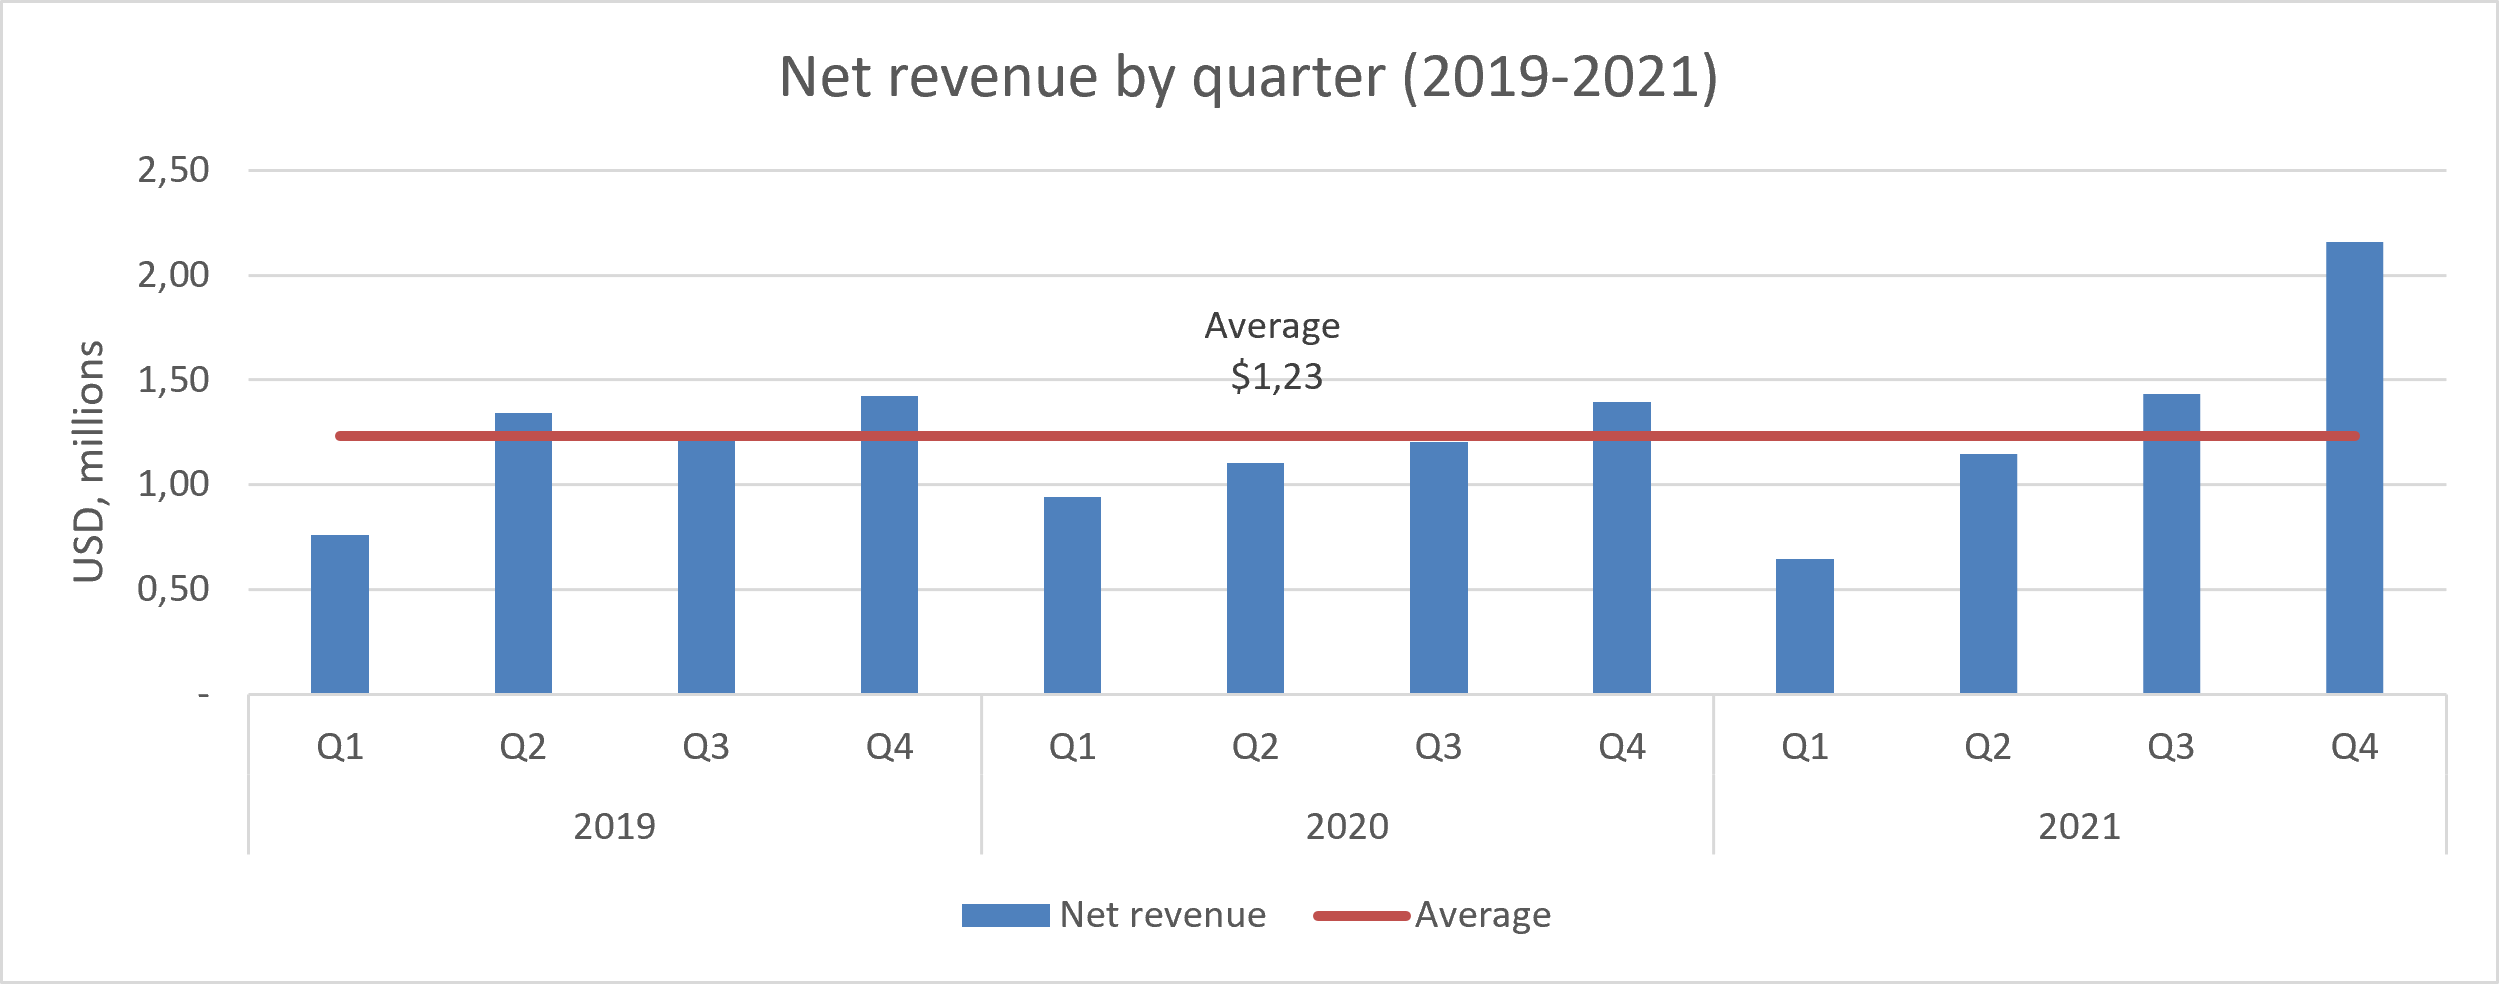 Net revenue by quarter (2019-2021)
USD, millions
2,50
2,00
1,50
1,00
0,50
-
Average
$1,23
Q1 Q2 Q3 Q4 Q1 Q2 Q3 Q4 Q1 Q2 Q3 Q4
2019 2020 2021
Net revenue Average